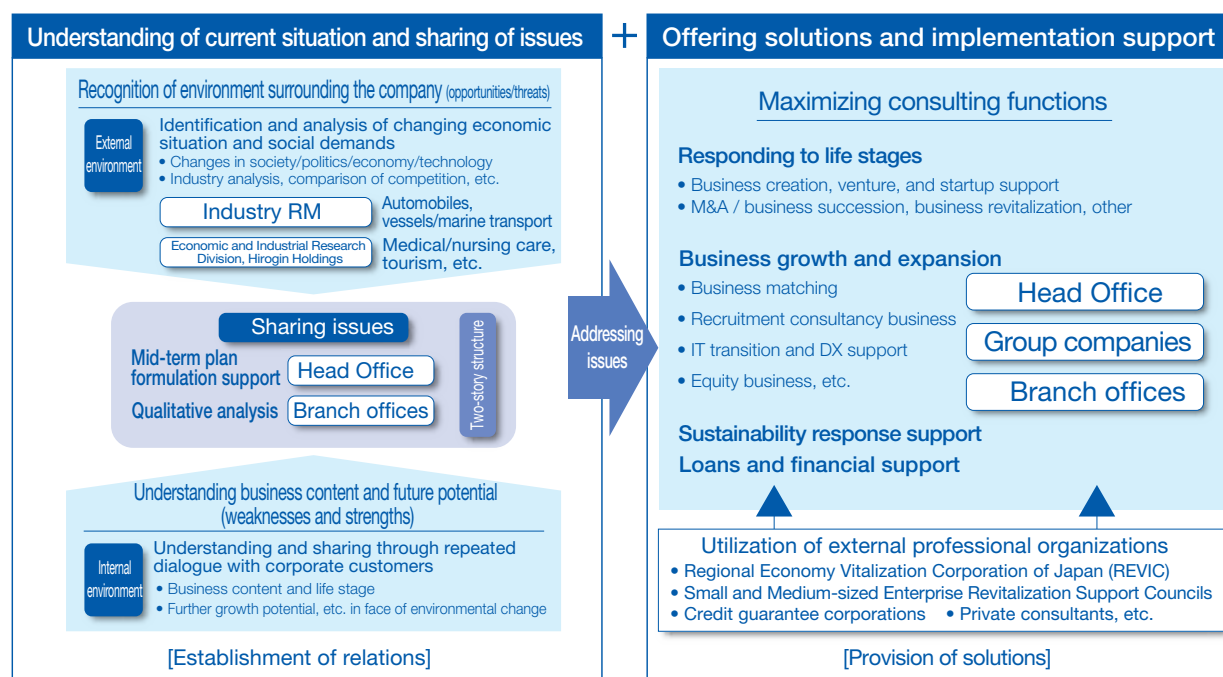 Understanding of current situation and sharing of issues
Recognition of environment surrounding the company (opportunities/threats)
External
environment
Identification and analysis of changing economic
situation and social demands
• Changes in society/politics/economy/technology
• Industry analysis, comparison of competition, etc.
Industry RM
Automobiles,
vessels/marine transport
Economic and Industrial Research
Division, Hirogin Holdings
Medical/nursing care,
tourism, etc.
Sharing issues
Mid-term plan
formulation support
Head Office
Qualitative analysis
Branch offices
Two-story structure
Understanding business content and future potential
(weaknesses and strengths)
Internal
environment
Understanding and sharing through repeated
dialogue with corporate customers
• Business content and life stage
• Further growth potential, etc. in face of environmental change
[Establishment of relations]
+
Addressing
issues
Offering solutions and implementation support
Maximizing consulting functions
Responding to life stages
• Business creation, venture, and startup support
• M&A / business succession, business revitalization, other
Business growth and expansion
• Business matching
• Recruitment consultancy business
• IT transition and DX support
• Equity business, etc.
Head Office
Group companies
Branch offices
Sustainability response support
Loans and financial support
Utilization of external professional organizations
• Regional Economy Vitalization Corporation of Japan (REVIC)
• Small and Medium-sized Enterprise Revitalization Support Councils
• Credit guarantee corporations • Private consultants, etc.
[Provision of solutions]